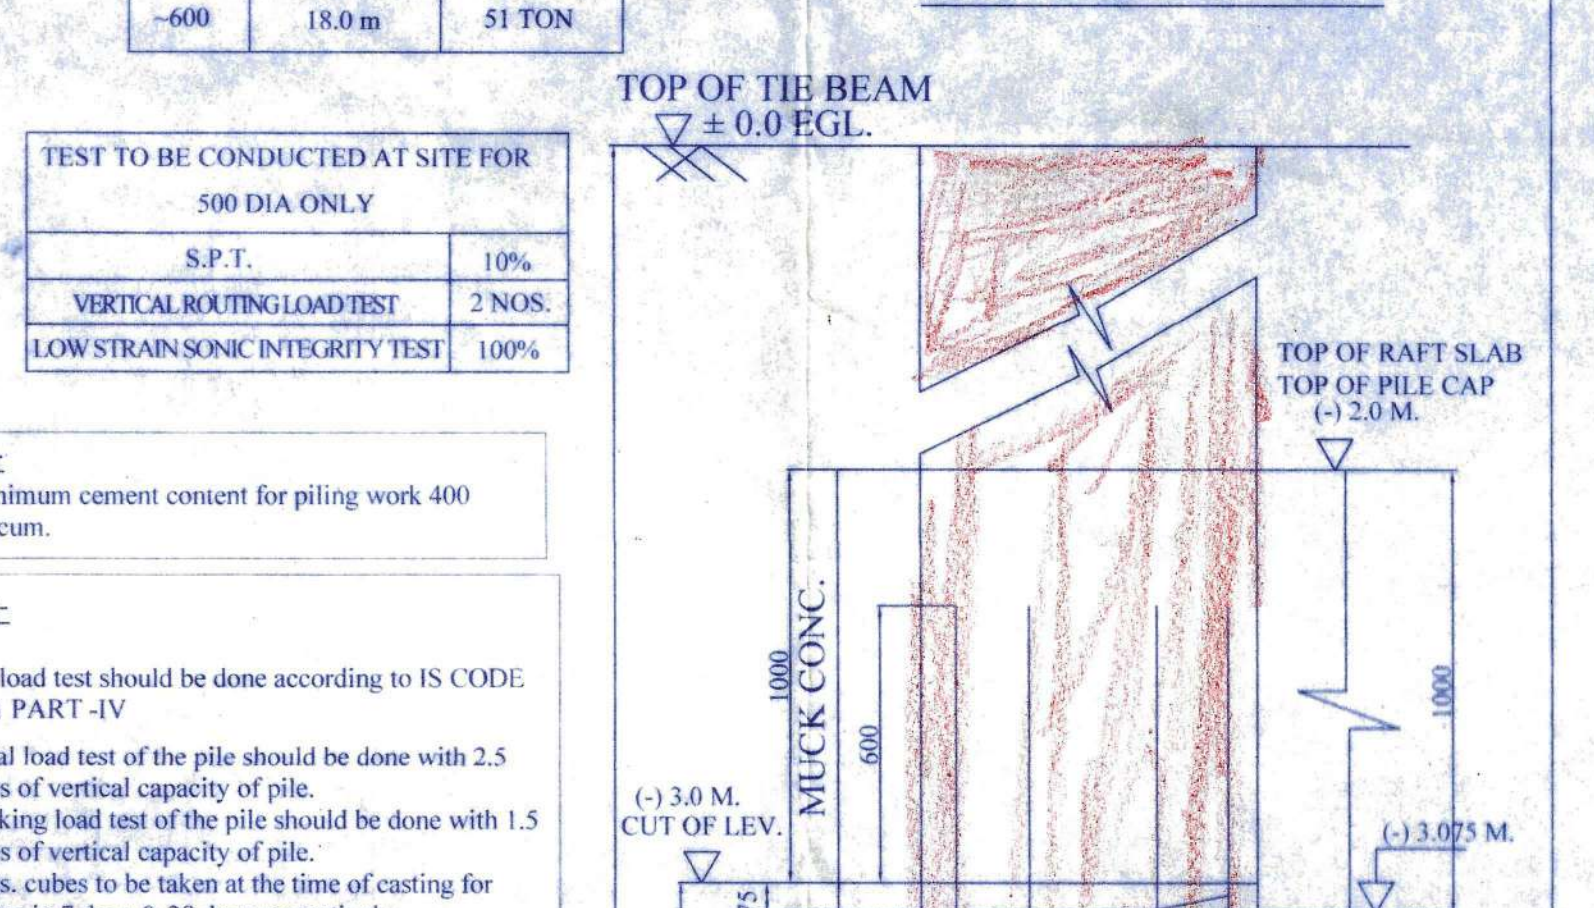 ~600 18.0 m 51 TON
TOP OF TIE BEAM
± 0.0 EGL.
TEST TO BE CONDUCTED AT SITE FOR
500 DIA ONLY
S.P.T. 10%
VERTICAL ROUTING LOAD TEST 2 NOS.
LOW STRAIN SONIC INTEGRITY TEST 100%
TOP OF RAFT SLAB
TOP OF PILE CAP
(-) 2.0 M.
nimum cement content for piling work 400
cum.
load test should be done according to IS CODE
PART -IV
al load test of the pile should be done with 2.5
s of vertical capacity of pile.
king load test of the pile should be done with 1.5
s of vertical capacity of pile.
s. cubes to be taken at the time of casting for
1000
MUCK CONC.
600
1000
(-) 3.0 M.
CUT OF LEV.
(-) 3.075 M.
75